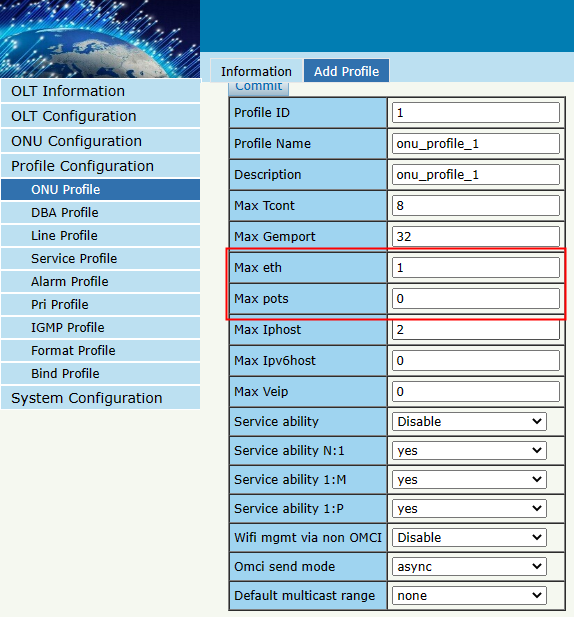 Information
Add Profile
Commit
OLT Information
OLT Configuration
ONU Configuration
Profile Configuration
ONU Profile
DBA Profile
Line Profile
Service Profile
Alarm Profile
Pri Profile
IGMP Profile
Format Profile
Bind Profile
System Configuration
Profile ID 1
Profile Name onu_profile_1
Description onu_profile_1
Max Tcont 8
Max Gemport 32
Max eth 1
Max pots 0
Max Iphost 2
Max Ipv6host 0
Max Veip 0
Service ability Disable
Service ability N:1 yes
Service ability 1:M yes
Service ability 1:P yes
Wifi mgmt via non OMCI Disable
Omci send mode async
Default multicast range none